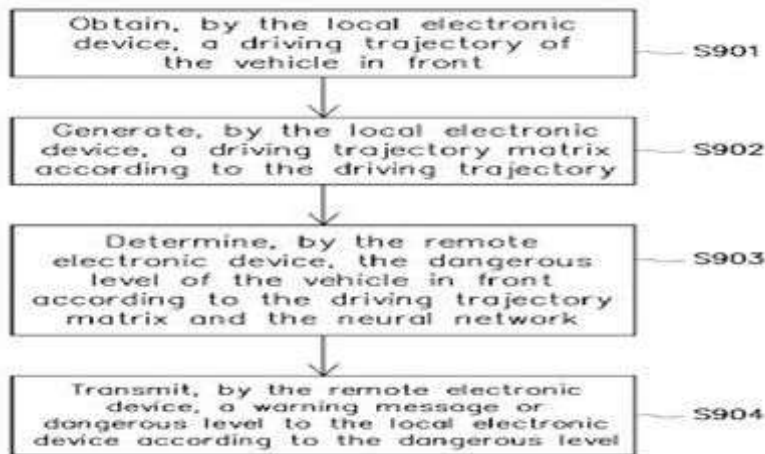 Obtain, by the local electronic
device, a driving trajectory of
the vehicle in front
S901
Generate, by the local electronic
device, a driving trajectory matrix
according to the driving trajectory
S902
Determine, by the remote
electronic device, the dangerous
level of the vehicle in front
according to the driving trajectory
matrix and the neural network
S903
Transmit, by the remote electronic
device, a warning message or
dangerous level to the local electronic
device according to the dangerous level
S904